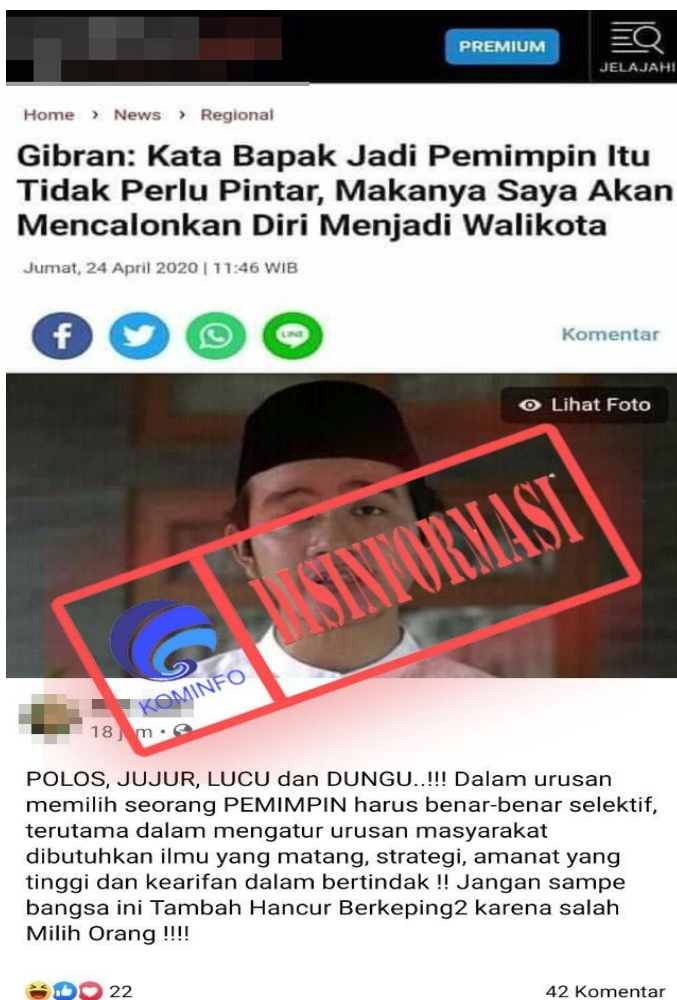 PREMIUM
JELAJAHI
Home > News > Regional
Gibran: Kata Bapak Jadi Pemimpin Itu
Tidak Perlu Pintar, Makanya Saya Akan
Mencalonkan Diri Menjadi Walikota
Jumat, 24 April 2020 | 11:46 WIB
LINE
Komentar
Lihat Foto
DISINFORMASI
KOMINFO
18 j m
POLOS, JUJUR, LUCU dan DUNGU..!!! Dalam urusan
memilih seorang PEMIMPIN harus benar-benar selektif,
terutama dalam mengatur urusan masyarakat
dibutuhkan ilmu yang matang, strategi, amanat yang
tinggi dan kearifan dalam bertindak !! Jangan sampe
bangsa ini Tambah Hancur Berkeping2 karena salah
Milih Orang !!!!
22
42 Komentar